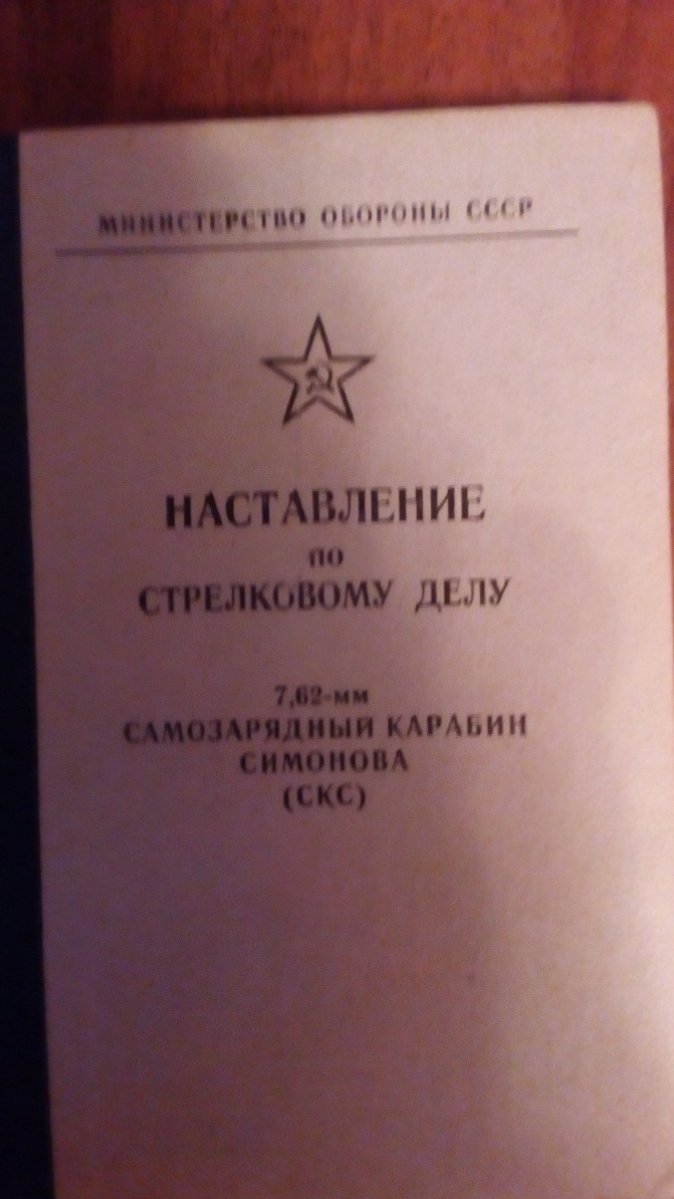 МИНИСТЕРСТВО ОБОРОНЫ СССР
НАСТАВЛЕНИЕ
ПО
СТРЕЛКОВОМУ ДЕЛУ
7,62-мм
САМОЗАРЯДНЫЙ КАРАБИН
СИМОНОВА
(СКС)